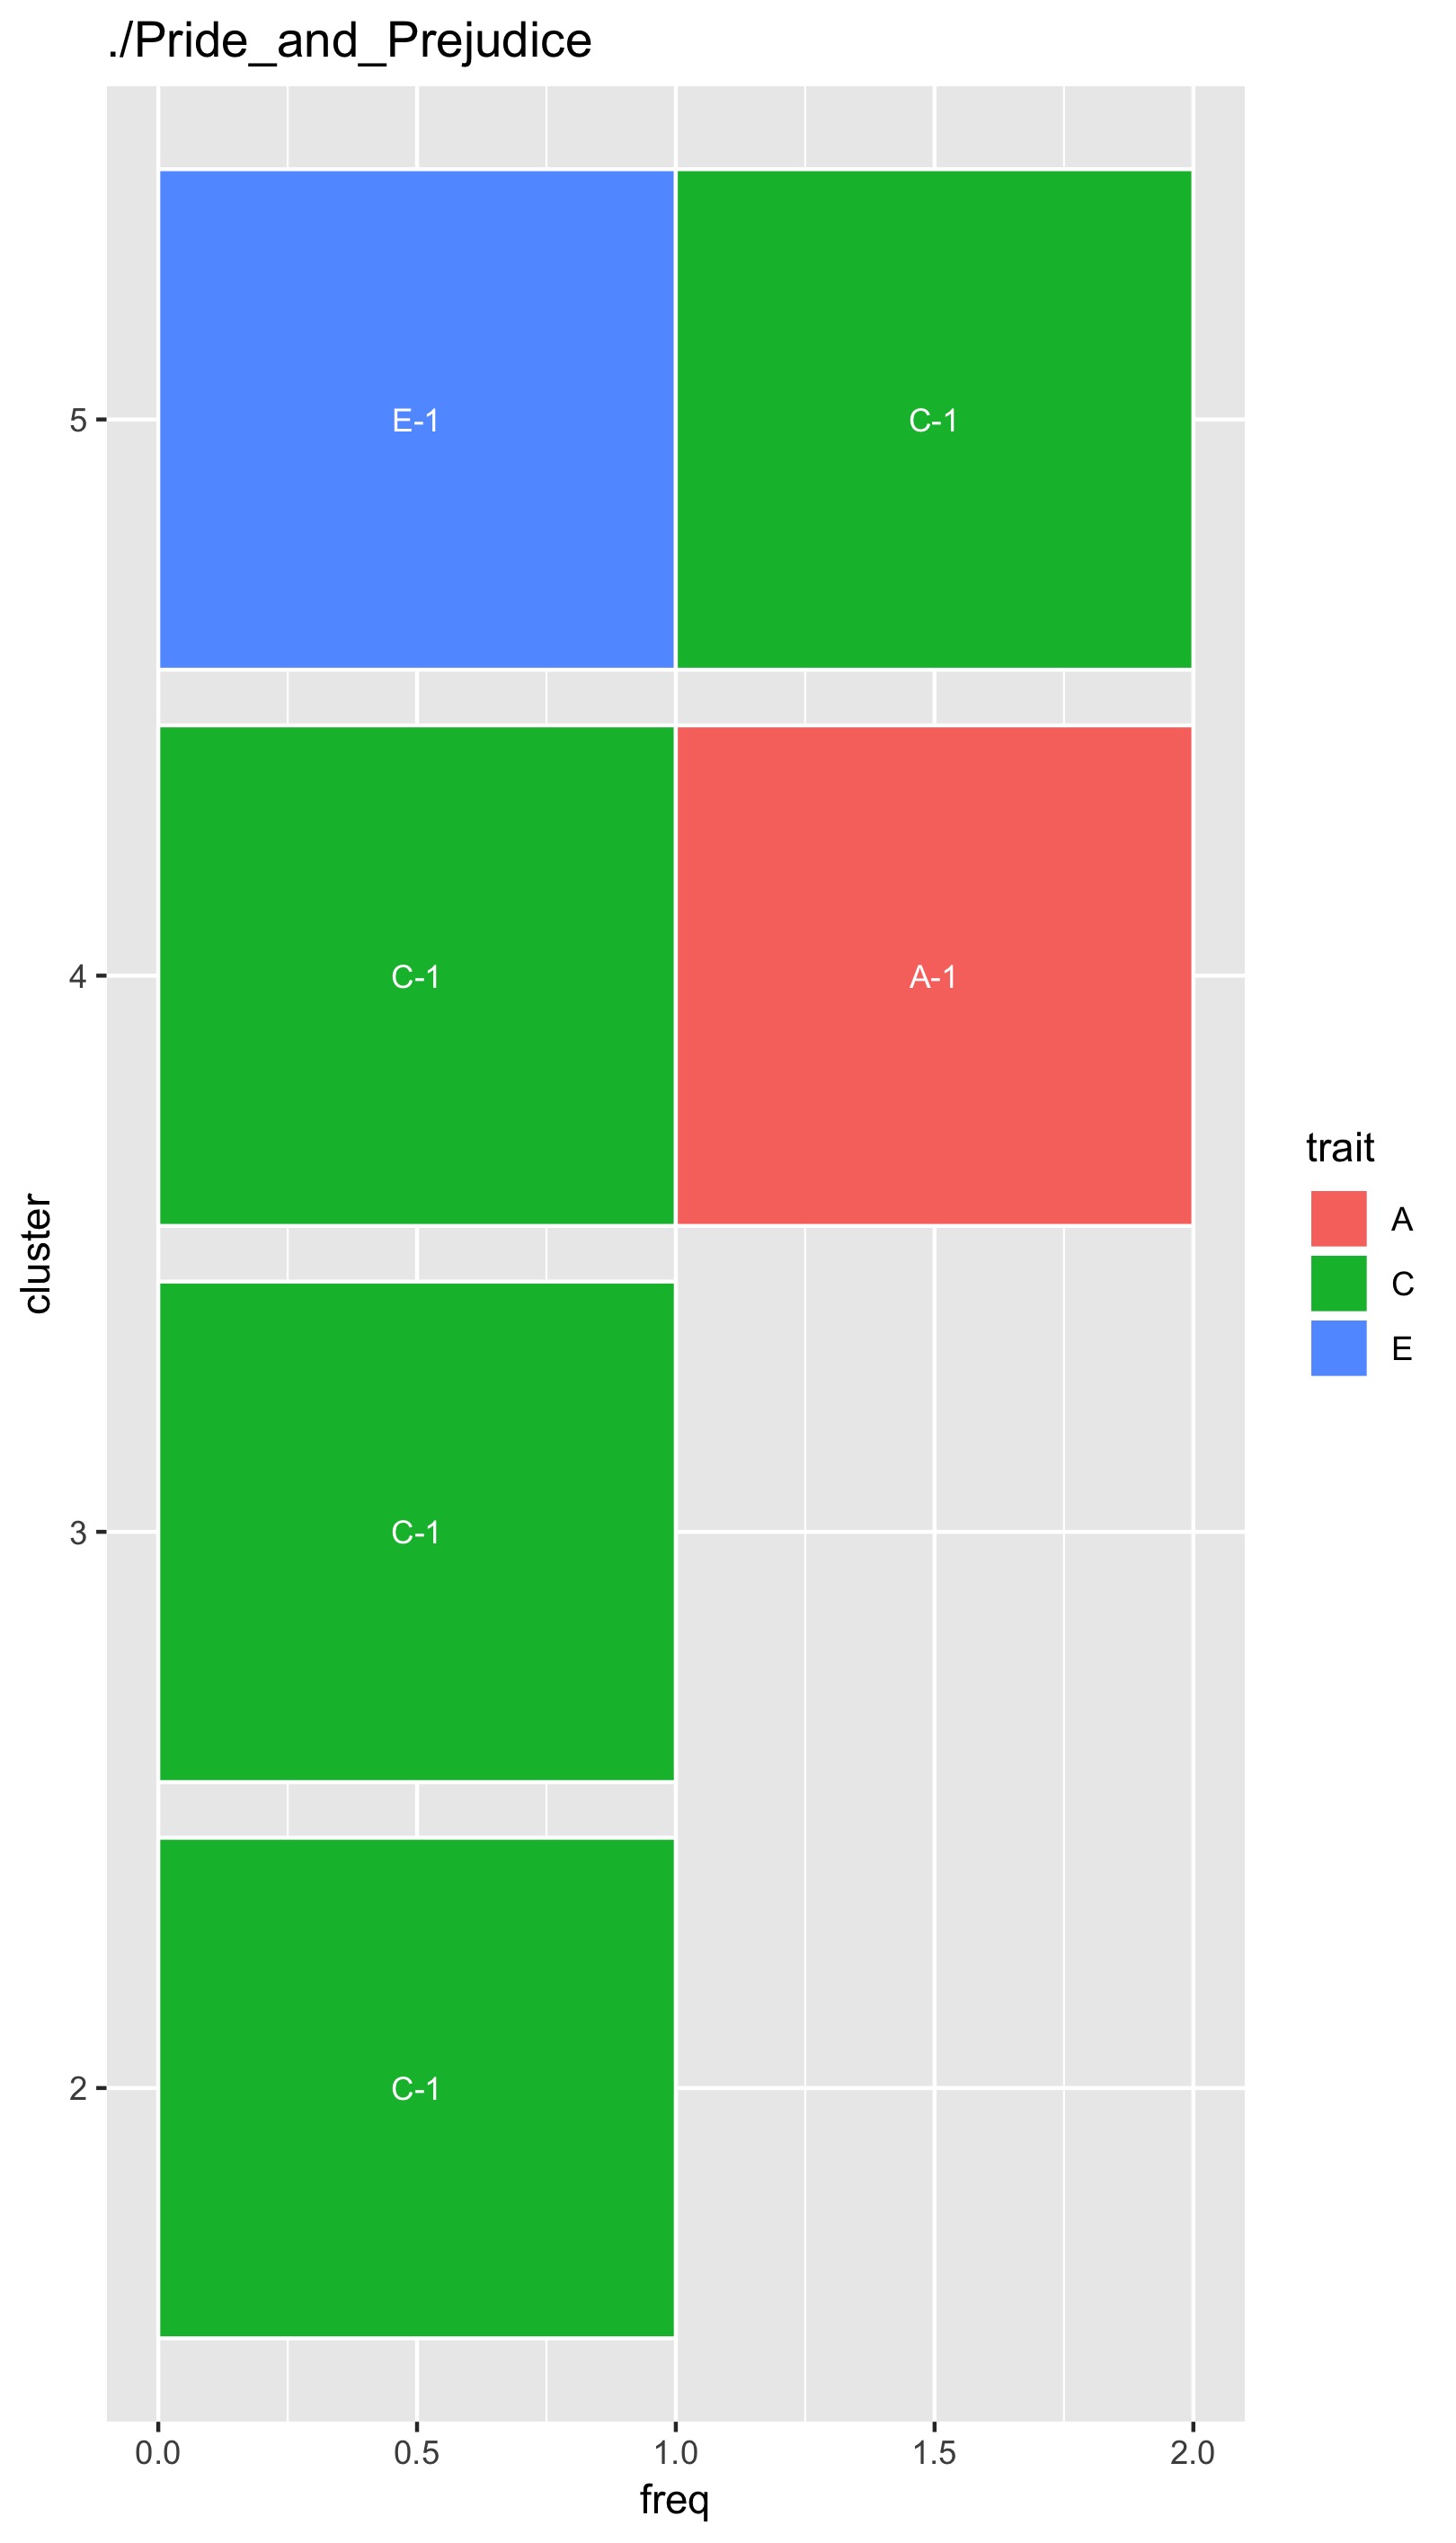 ./Pride_and_Prejudice
cluster
5
E-1
C-1
4
C-1
A-1
3
C-1
2
C-1
0.0
0.5
1.0
1.5
2.0
freq
trait
A
C
E